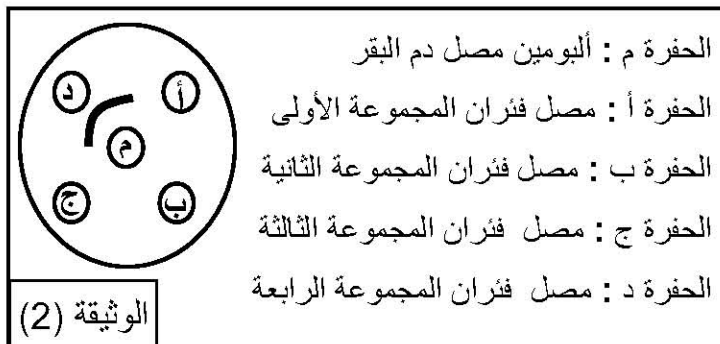 الحفرة م : ألبومين مصل دم البقر
الحفرة أ : مصل فئران المجموعة الأولى
الحفرة ب : مصل فئران المجموعة الثانية
الحفرة ج : مصل فئران المجموعة الثالثة
الحفرة د : مصل فئران المجموعة الرابعة
د
أ
م
ج
ب
الوثيقة (2)